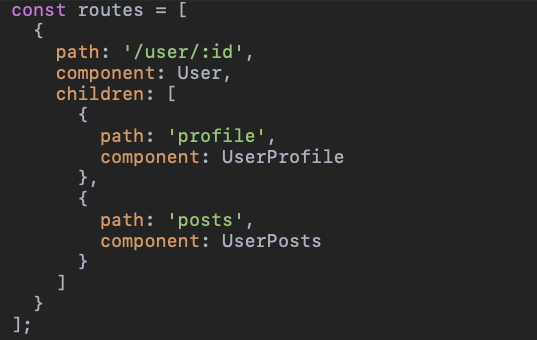 const routes = [
  {
    path: '/user/:id',
    component: User,
    children: [
      {
        path: 'profile',
        component: UserProfile
      },
      {
        path: 'posts',
        component: UserPosts
      }
    ]
  }
];